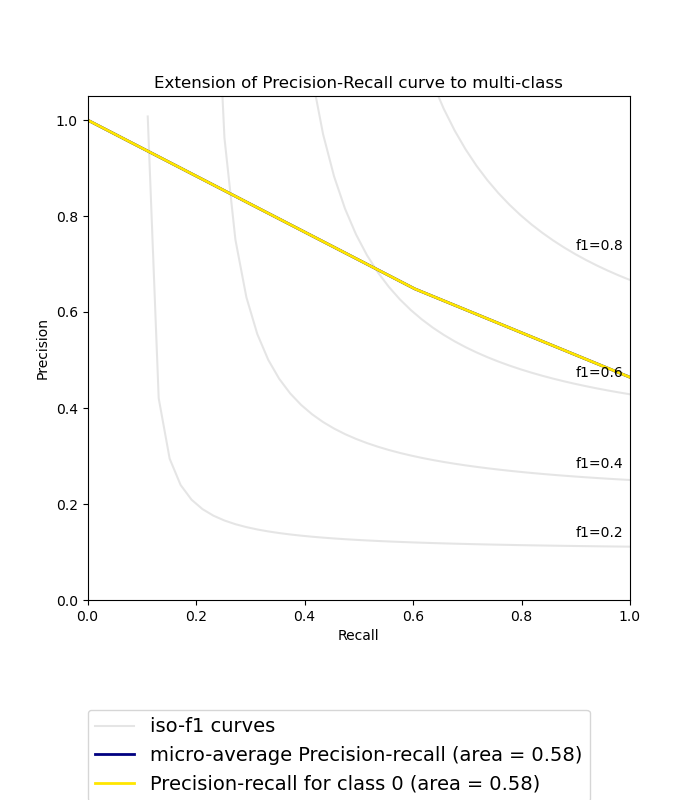 Extension of Precision-Recall curve to multi-class
1.0
0.8
0.6
0.4
0.2
0.0
Precision
f1=0.8
f1=0.6
f1=0.4
f1=0.2
0.0 0.2 0.4 0.6 0.8 1.0
Recall
iso-f1 curves
micro-average Precision-recall (area = 0.58)
Precision-recall for class 0 (area = 0.58)